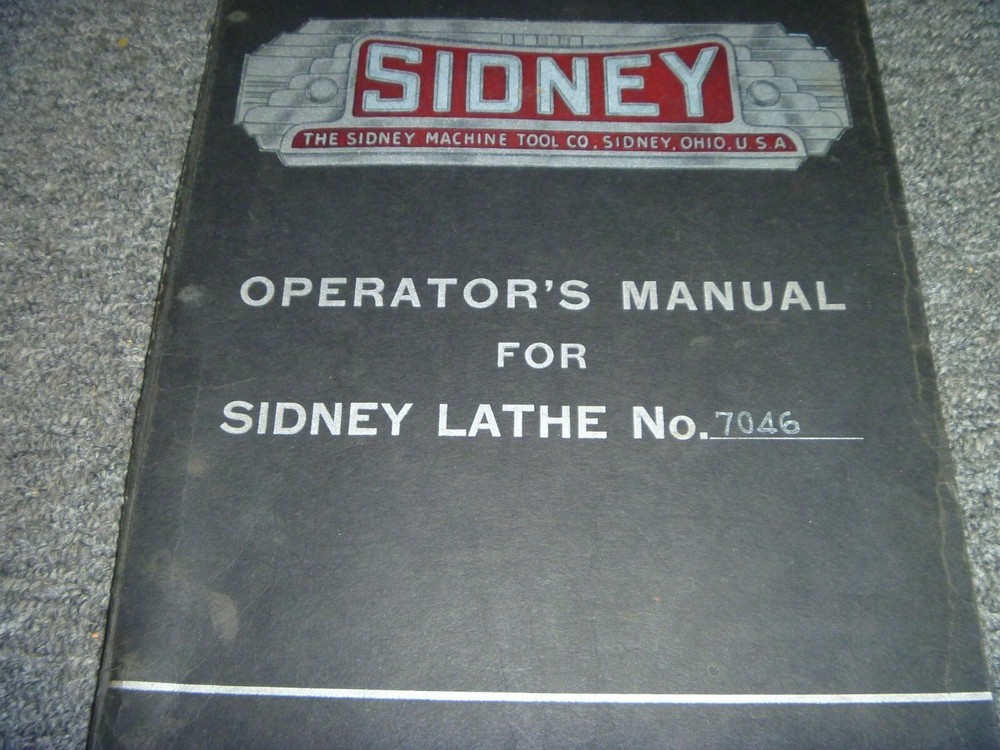 SIDNEY
THE SIDNEY MACHINE TOOL CO., SIDNEY, OHIO, U.S.A
OPERATOR'S MANUAL
FOR
SIDNEY LATHE No. 7046